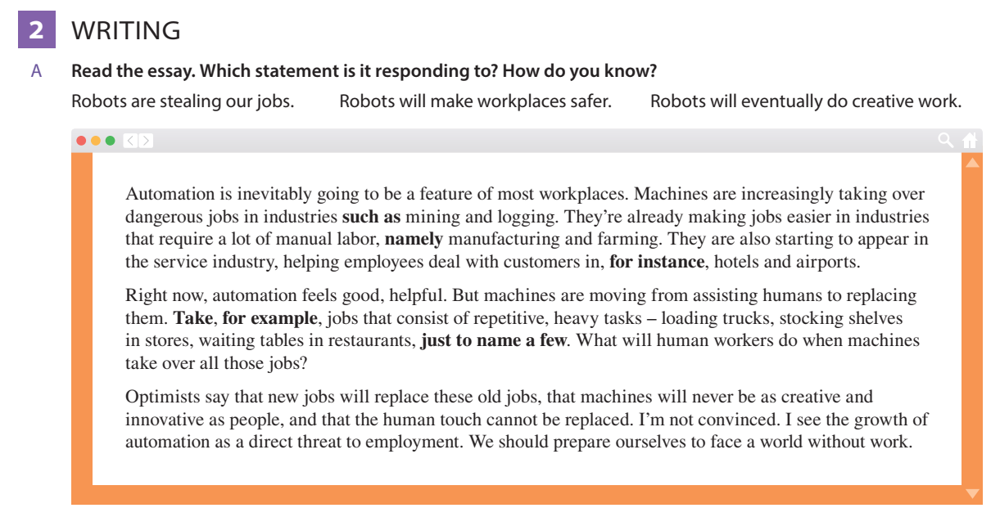 2 WRITING
A Read the essay. Which statement is it responding to? How do you know?
Robots are stealing our jobs. Robots will make workplaces safer. Robots will eventually do creative work.
Automation is inevitably going to be a feature of most workplaces. Machines are increasingly taking over
dangerous jobs in industries such as mining and logging. They’re already making jobs easier in industries
that require a lot of manual labor, namely manufacturing and farming. They are also starting to appear in
the service industry, helping employees deal with customers in, for instance, hotels and airports.
Right now, automation feels good, helpful. But machines are moving from assisting humans to replacing
them. Take, for example, jobs that consist of repetitive, heavy tasks – loading trucks, stocking shelves
in stores, waiting tables in restaurants, just to name a few. What will human workers do when machines
take over all those jobs?
Optimists say that new jobs will replace these old jobs, that machines will never be as creative and
innovative as people, and that the human touch cannot be replaced. I’m not convinced. I see the growth of
automation as a direct threat to employment. We should prepare ourselves to face a world without work.